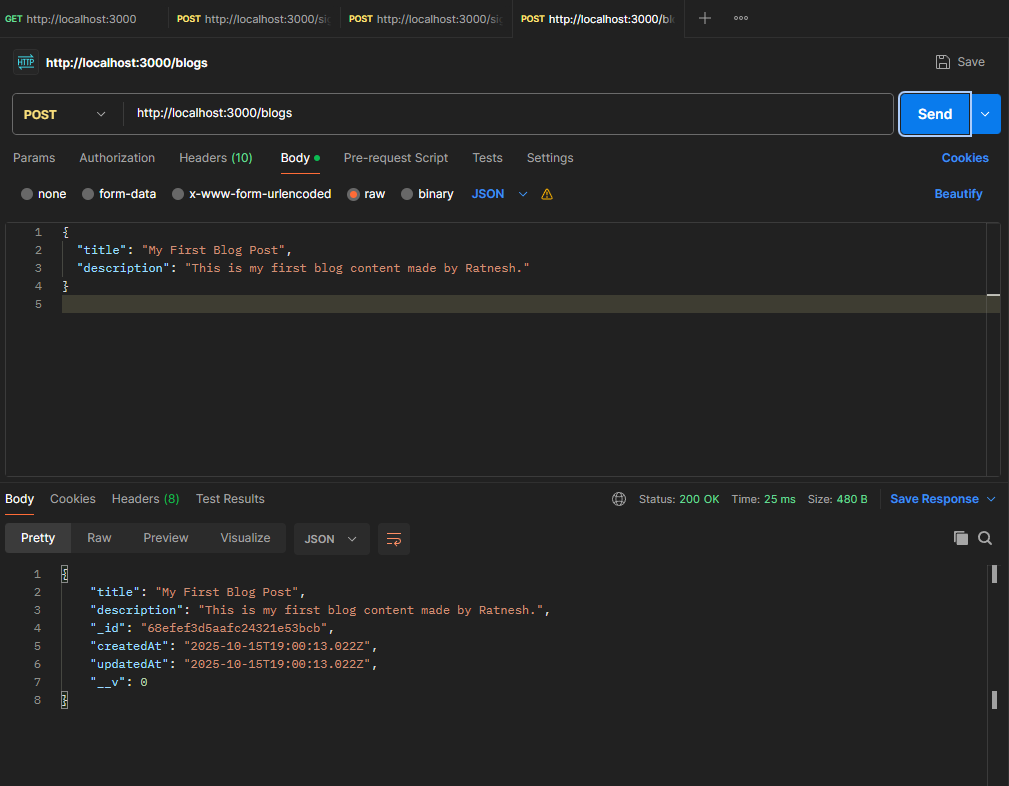 GET http://localhost:3000 POST http://localhost:3000/si POST http://localhost:3000/si POST http://localhost:3000/bl
HTTP http://localhost:3000/blogs Save
POST http://localhost:3000/blogs Send
Params Authorization Headers (10) Body Pre-request Script Tests Settings Cookies
none form-data x-www-form-urlencoded raw binary JSON Beautify
1 {
2 "title": "My First Blog Post",
3 "description": "This is my first blog content made by Ratnesh."
4 }
5
Body Cookies Headers (8) Test Results Status: 200 OK Time: 25 ms Size: 480 B Save Response
Pretty Raw Preview Visualize JSON
1 {
2 "title": "My First Blog Post",
3 "description": "This is my first blog content made by Ratnesh.",
4 "_id": "68efef3d5aafc24321e53bcb",
5 "createdAt": "2025-10-15T19:00:13.022Z",
6 "updatedAt": "2025-10-15T19:00:13.022Z",
7 "__v": 0
8 }